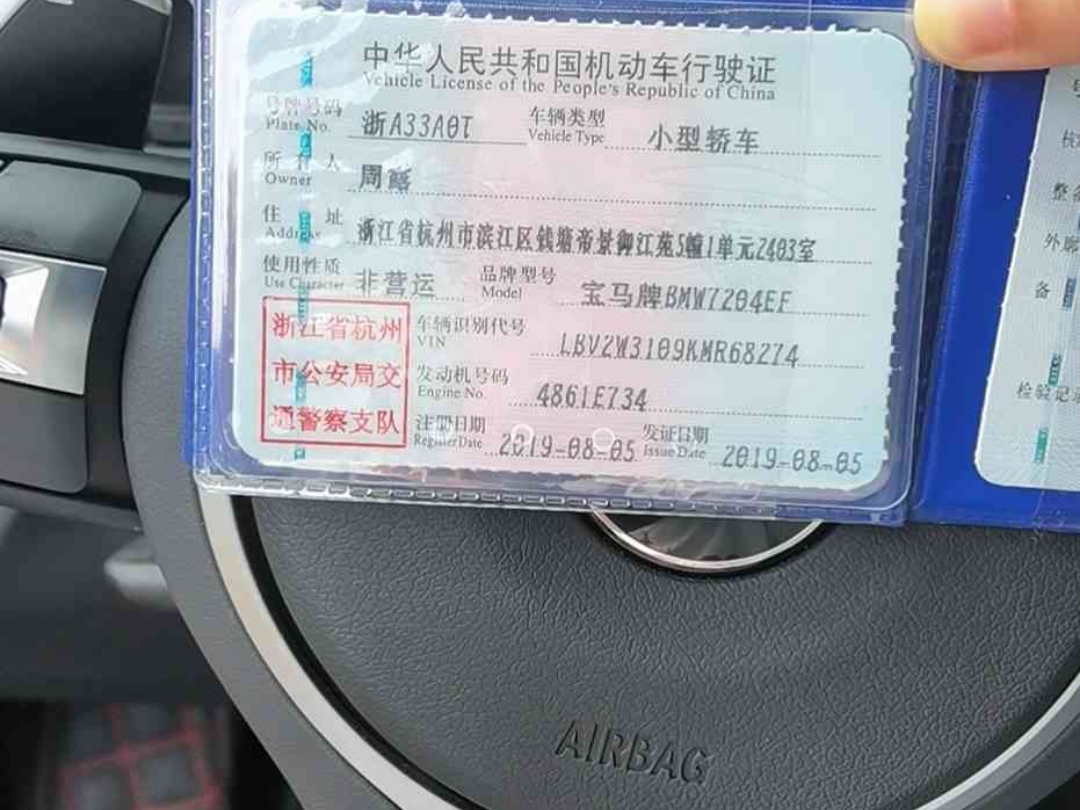 中华人民共和国机动车行驶证
Vehicle License of the People's Republic of China
号牌号码 浙A33A0T 车辆类型 小型轿车
Plate No. Vehicle Type
所有人 周
Owner
住址 浙江省杭州市滨江区钱塘帝景御江苑5幢1单元2403室
Address
使用性质 非营运 品牌型号 宝马牌BMW7204EF
Use Character Model
浙江省杭州
市公安局交
通警察支队
车辆识别代号 LBV2W3109KMR68274
VIN
发动机号码 4861E734
Engine No.
注册日期 2019-08-05 发证日期 2019-08-05
Register Date Issue Date
外廓
备
检验记录
AIRBAG